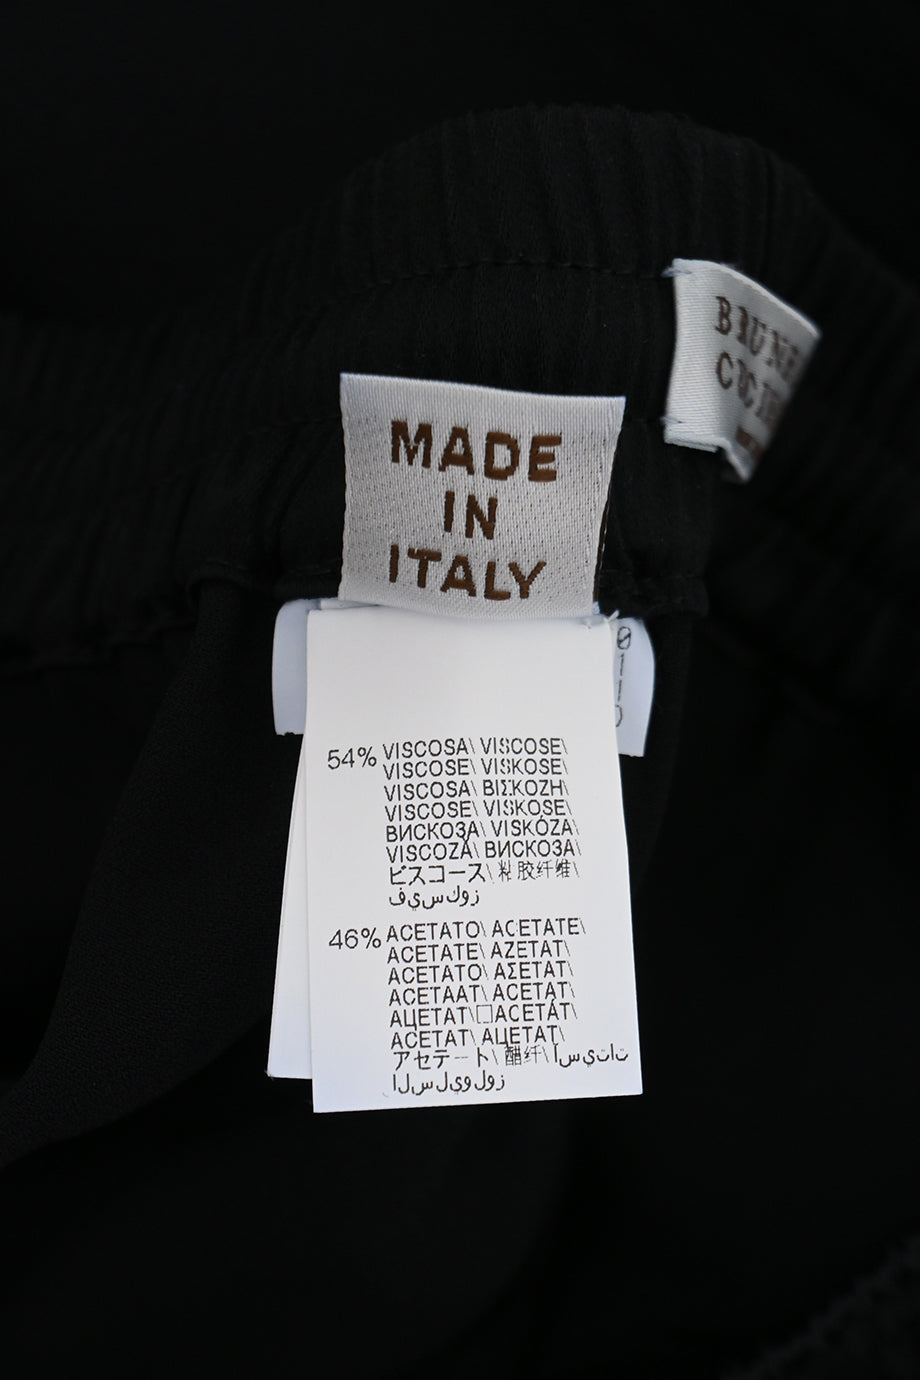 MADE
IN
ITALY
54% VISCOSA\ VISCOSE\
VISCOSE\ VISKOSE\
VISCOSA\ ΒΙΣΚΟΖΗ\
VISCOSE\ VISKOSE\
ВИСКОЗА\ VISKÓZA\
VISCOZĂ\ ВИСКОЗА\
ビスコース\ 粘胶纤维\
فيسكوز
46% ACETATO\ ACETATE\
ACETATE\ AZETAT\
ACETATO\ ΑΣΕΤΑΤ\
ACETAAT\ ACETAT\
АЦЕТАТ\□ACETÁT\
ACETAT\ АЦЕТАТ\
アセテート\ 醋纤\ أسيتات
السليولوز